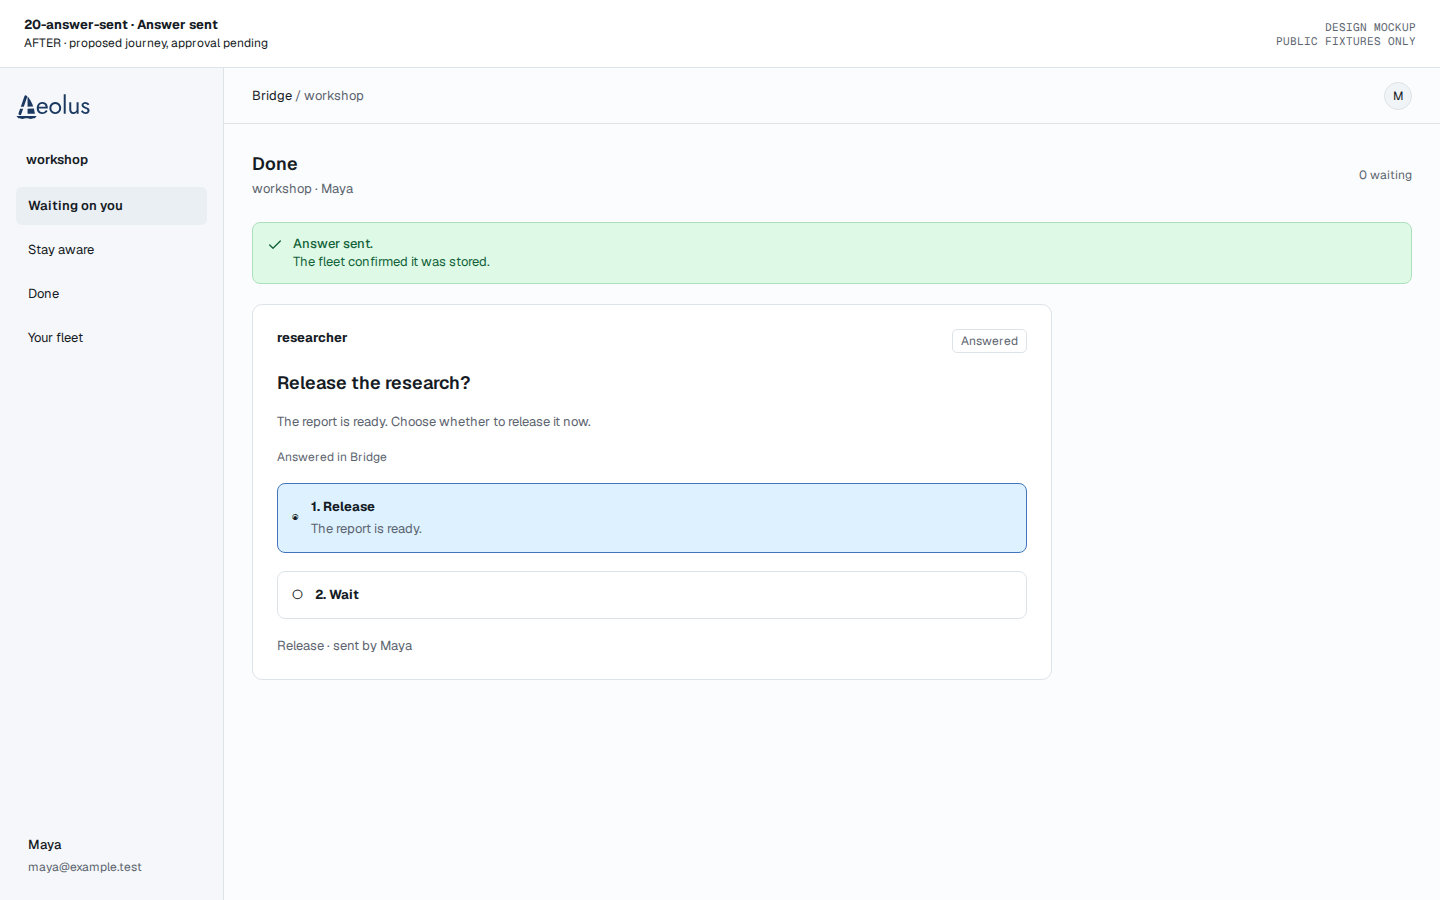 20-answer-sent · Answer sent
AFTER · proposed journey, approval pending
DESIGN MOCKUP
PUBLIC FIXTURES ONLY
Aeolus
workshop
Waiting on you
Stay aware
Done
Your fleet
Maya
maya@example.test
Bridge / workshop
M
Done
workshop · Maya
0 waiting
Answer sent.
The fleet confirmed it was stored.
researcher
Answered
Release the research?
The report is ready. Choose whether to release it now.
Answered in Bridge
1. Release
The report is ready.
2. Wait
Release · sent by Maya